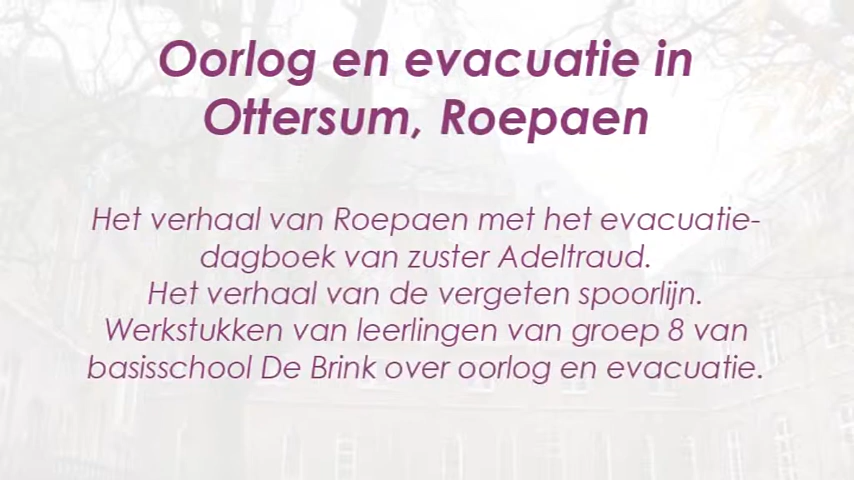 Oorlog en evacuatie in
Ottersum, Roepaen
Het verhaal van Roepaen met het evacuatie-
dagboek van zuster Adeltraud.
Het verhaal van de vergeten spoorlijn.
Werkstukken van leerlingen van groep 8 van
basisschool De Brink over oorlog en evacuatie.